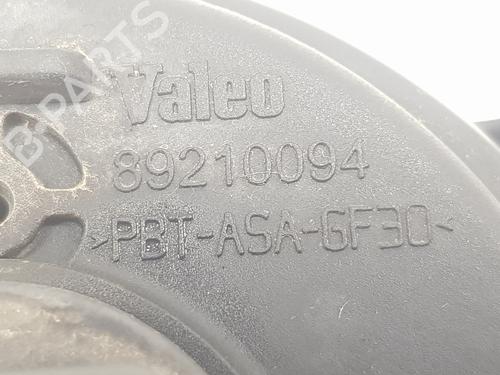 B-PARTS
Valeo
89210094
>PBT-ASA-GF30<